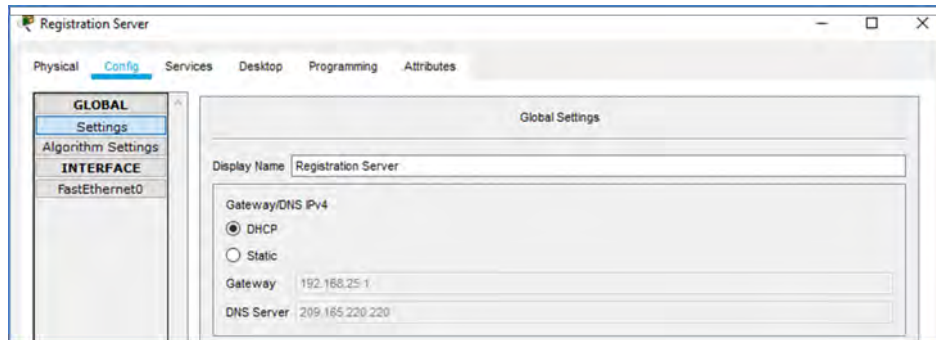 Registration Server
Physical Config Services Desktop Programming Attributes
GLOBAL
Settings
Algorithm Settings
INTERFACE
FastEthernet0
Global Settings
Display Name Registration Server
Gateway/DNS IPv4
DHCP
Static
Gateway 192.168.25.1
DNS Server 209.165.220.220